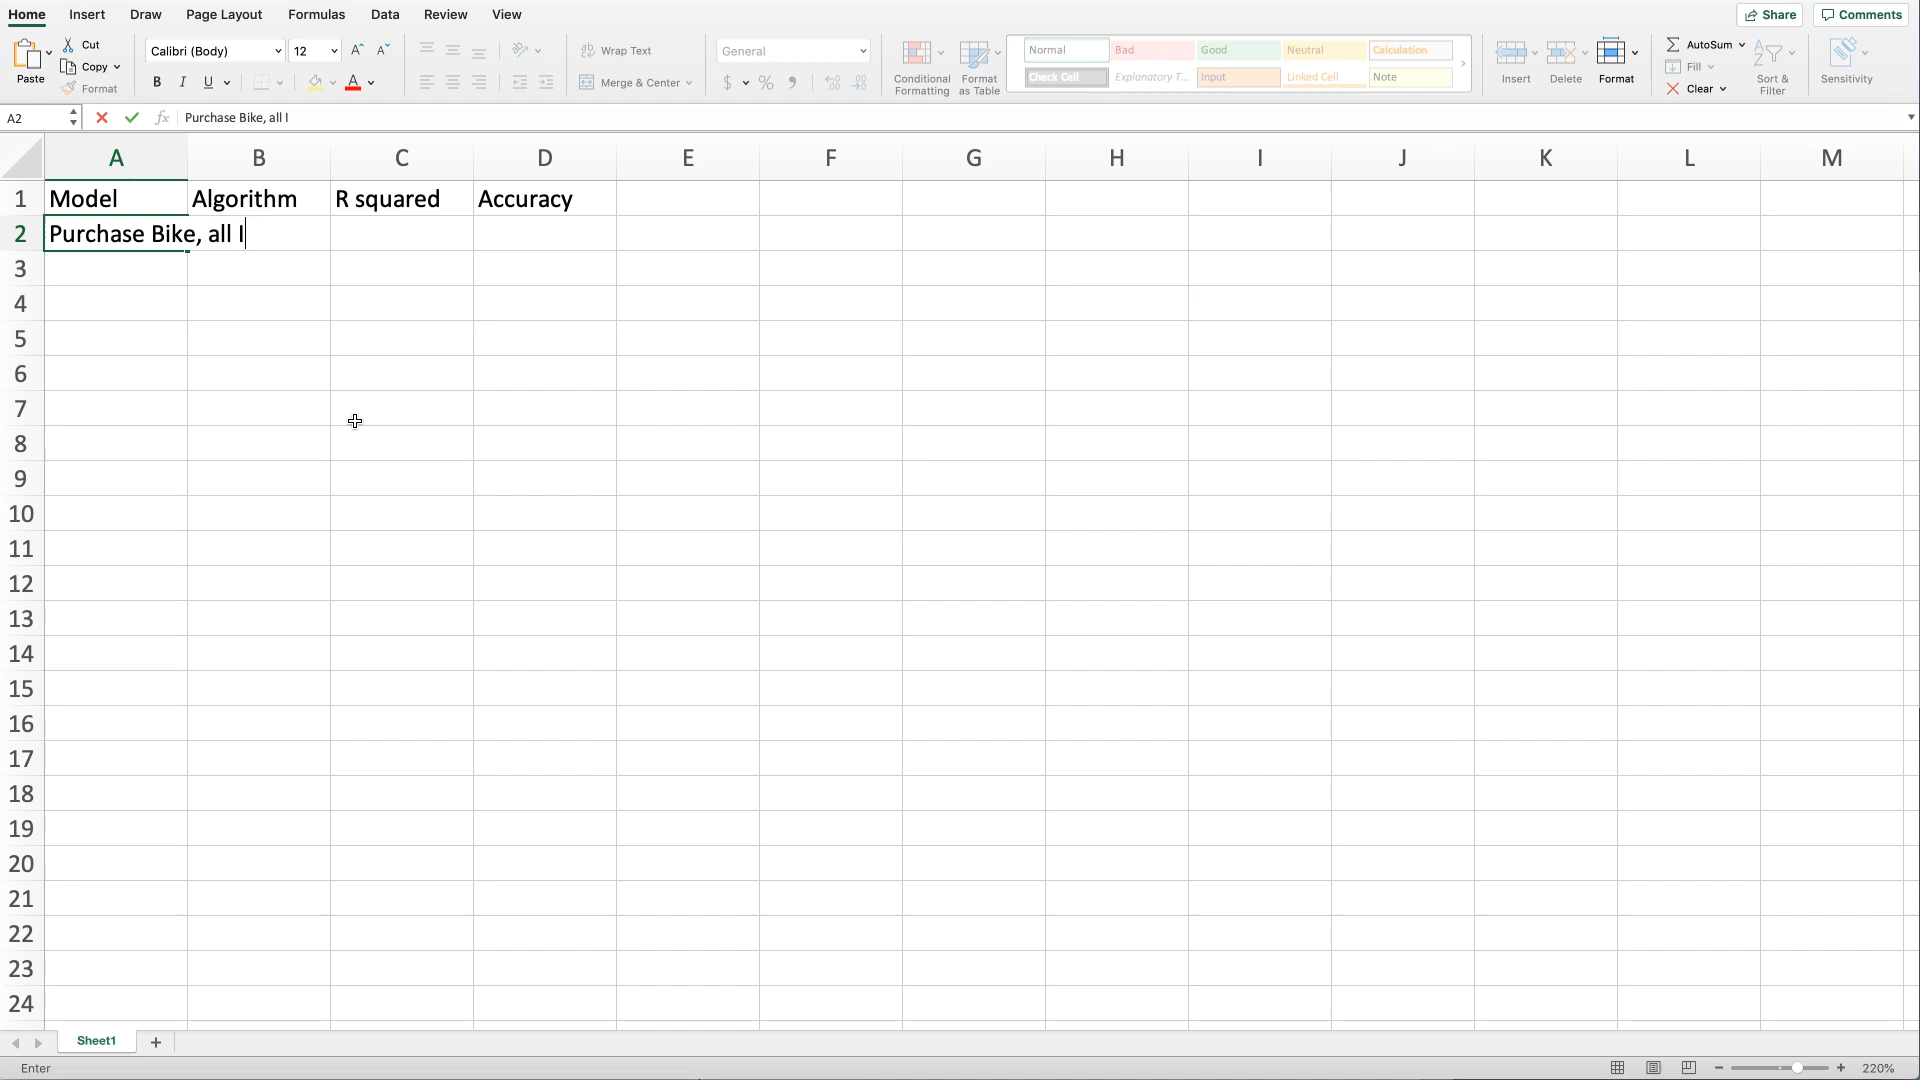 Home Insert Draw Page Layout Formulas Data Review View Share Comments
Paste Cut Copy Format
Calibri (Body) 12
B I U A
Wrap Text
Merge & Center
General
$ % ,
Conditional Formatting
Format as Table
Normal Bad Good Neutral Calculation
Check Cell Explanatory T... Input Linked Cell Note
Insert Delete Format
AutoSum
Fill
Clear
Sort & Filter
Sensitivity
A2 fx Purchase Bike, all I
A B C D E F G H I J K L M
1 Model Algorithm R squared Accuracy
2 Purchase Bike, all I
3
4
5
6
7
8
9
10
11
12
13
14
15
16
17
18
19
20
21
22
23
24
Sheet1
Enter 220%